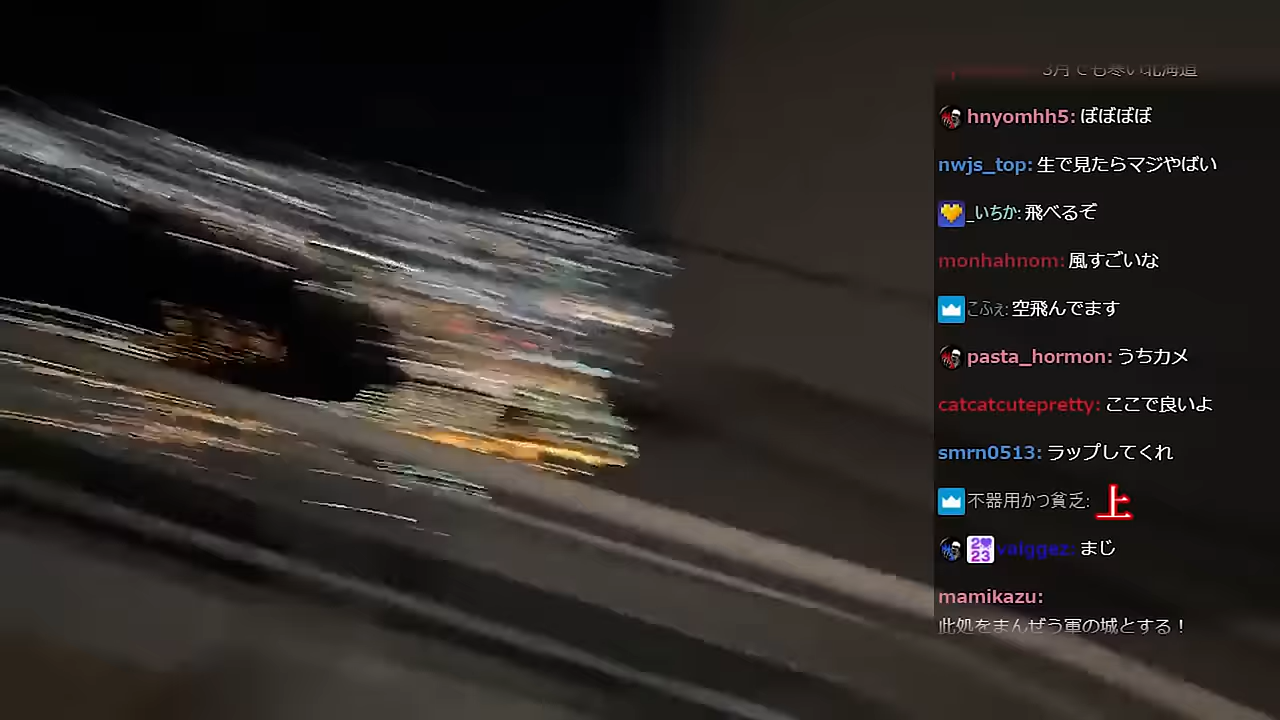 3月でも寒い北海道
hnyomhh5: ぼぼぼぼ
nwjs_top: 生で見たらマジやばい
_いちか: 飛べるぞ
monhahnom: 風すごいな
こふぇ: 空飛んでます
pasta_hormon: うちカメ
catcatcutepretty: ここで良いよ
smrn0513: ラップしてくれ
不器用かつ貧乏: 上
2 23 vaiggez: まじ
mamikazu:
此処をまんぜう軍の城とする！